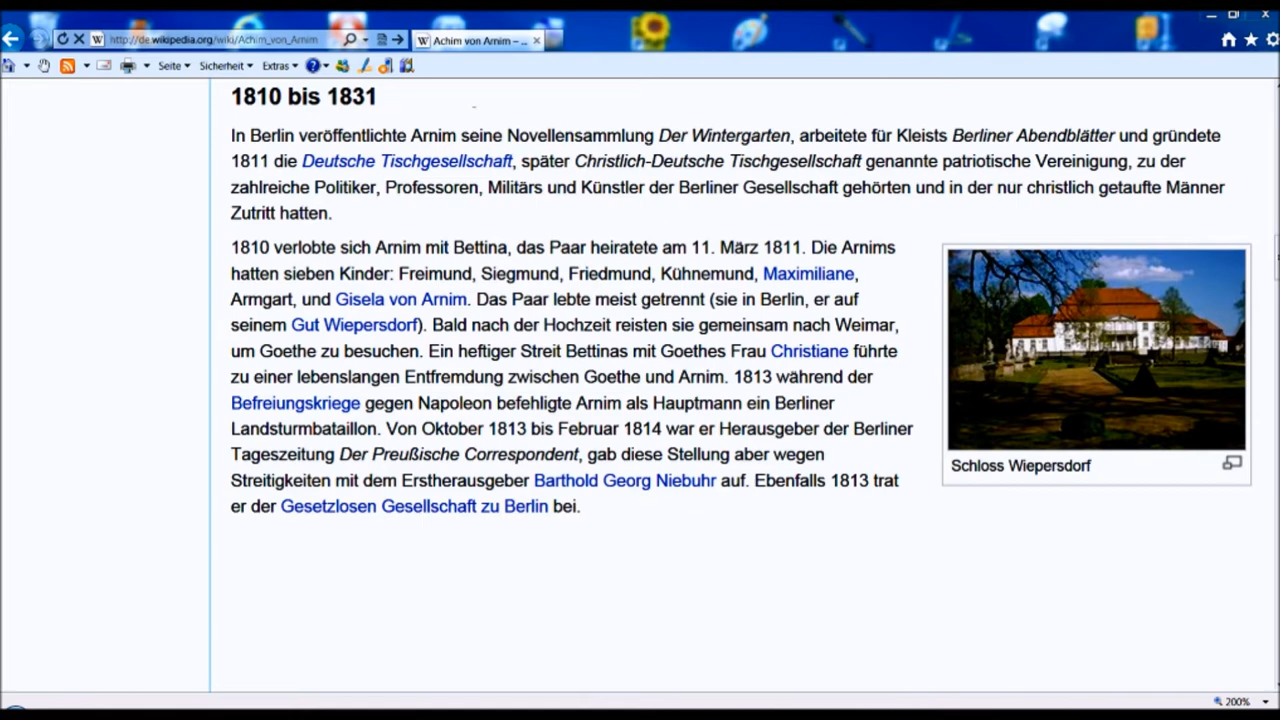 http://de.wikipedia.org/wiki/Achim_von_Arnim
W Achim von Arnim – ...
Seite Sicherheit Extras
1810 bis 1831
In Berlin veröffentlichte Arnim seine Novellensammlung Der Wintergarten, arbeitete für Kleists Berliner Abendblätter und gründete
1811 die Deutsche Tischgesellschaft, später Christlich-Deutsche Tischgesellschaft genannte patriotische Vereinigung, zu der
zahlreiche Politiker, Professoren, Militärs und Künstler der Berliner Gesellschaft gehörten und in der nur christlich getaufte Männer
Zutritt hatten.
1810 verlobte sich Arnim mit Bettina, das Paar heiratete am 11. März 1811. Die Arnims
hatten sieben Kinder: Freimund, Siegmund, Friedmund, Kühnemund, Maximiliane,
Armgart, und Gisela von Arnim. Das Paar lebte meist getrennt (sie in Berlin, er auf
seinem Gut Wiepersdorf). Bald nach der Hochzeit reisten sie gemeinsam nach Weimar,
um Goethe zu besuchen. Ein heftiger Streit Bettinas mit Goethes Frau Christiane führte
zu einer lebenslangen Entfremdung zwischen Goethe und Arnim. 1813 während der
Befreiungskriege gegen Napoleon befehligte Arnim als Hauptmann ein Berliner
Landsturmbataillon. Von Oktober 1813 bis Februar 1814 war er Herausgeber der Berliner
Tageszeitung Der Preußische Correspondent, gab diese Stellung aber wegen
Streitigkeiten mit dem Erstherausgeber Barthold Georg Niebuhr auf. Ebenfalls 1813 trat
er der Gesetzlosen Gesellschaft zu Berlin bei.
Schloss Wiepersdorf
200%